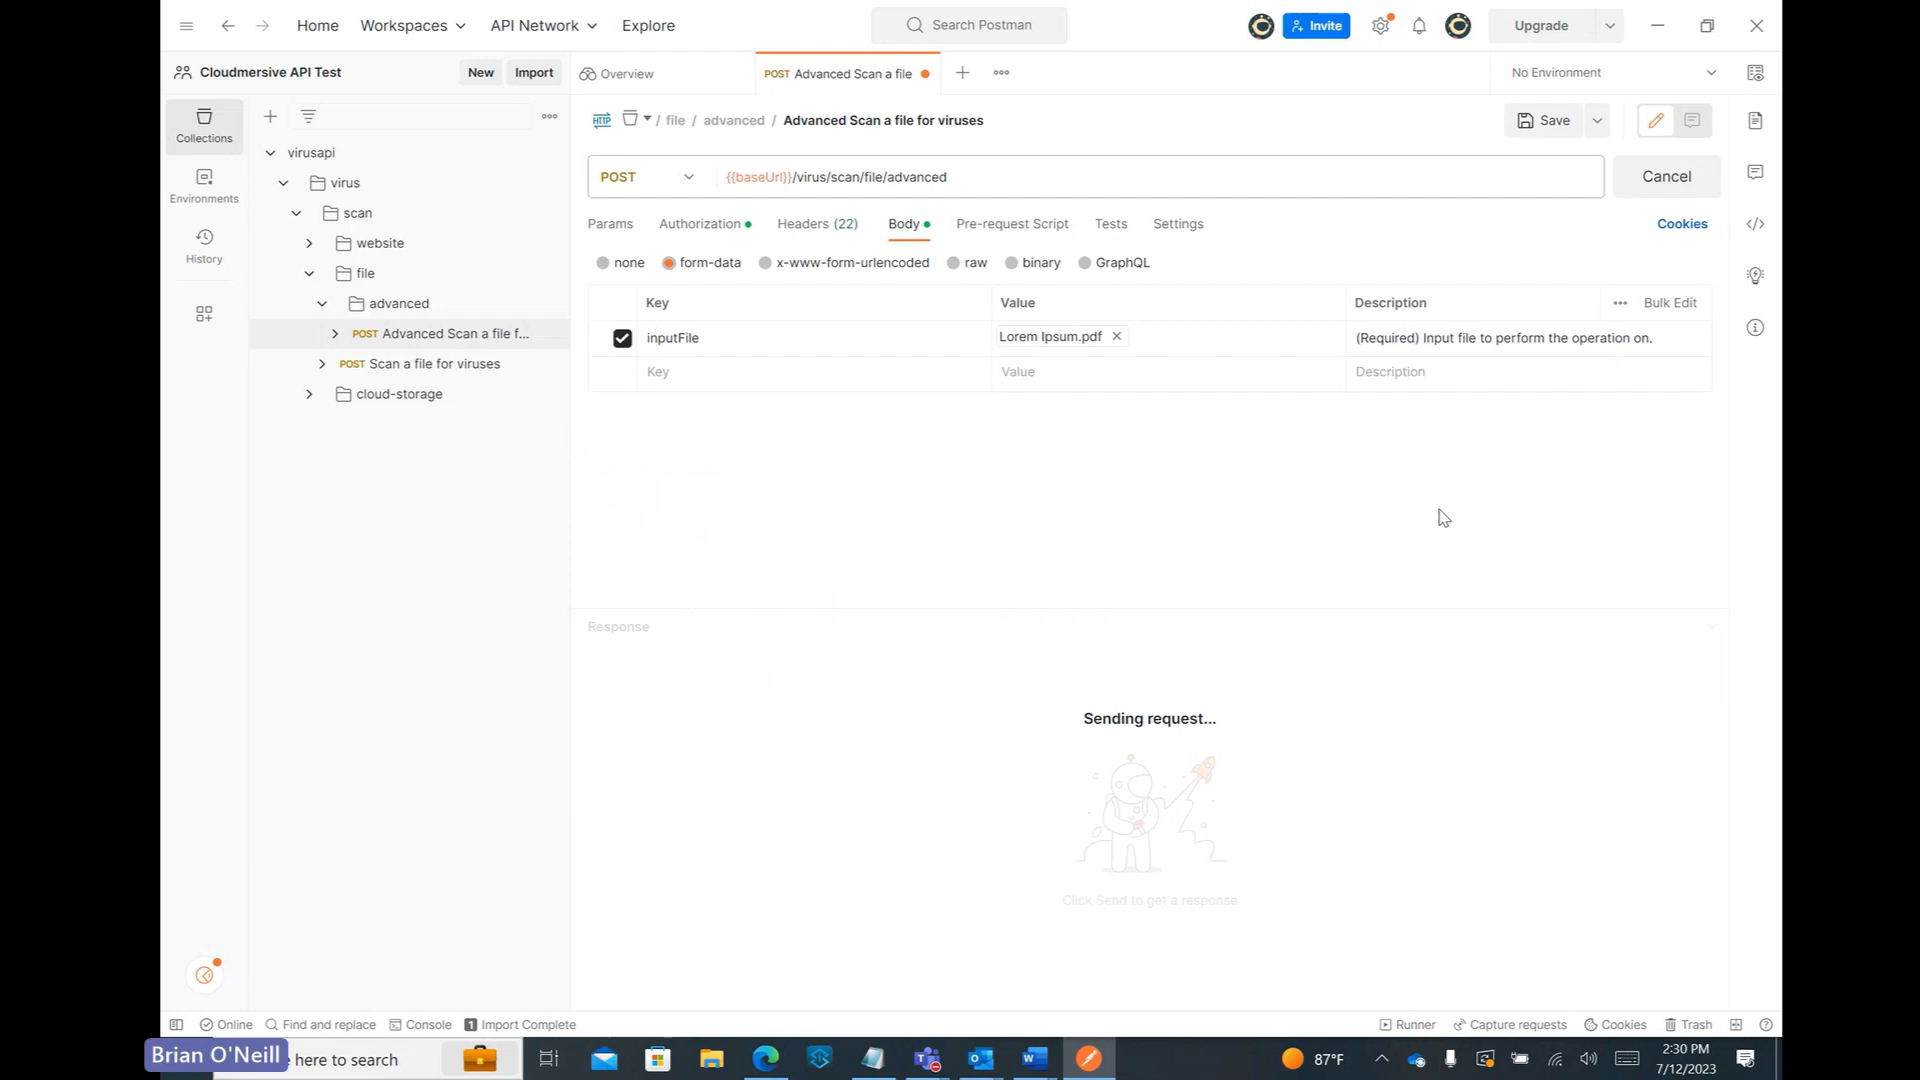 Home
Workspaces
API Network
Explore
Search Postman
Invite
Upgrade
Cloudmersive API Test
New
Import
Overview
POST Advanced Scan a file
No Environment
Collections
Environments
History
virusapi
virus
scan
website
file
advanced
POST Advanced Scan a file f...
POST Scan a file for viruses
cloud-storage
HTTP / file / advanced / Advanced Scan a file for viruses
Save
POST
{{baseUrl}}/virus/scan/file/advanced
Cancel
Params
Authorization
Headers (22)
Body
Pre-request Script
Tests
Settings
Cookies
none
form-data
x-www-form-urlencoded
raw
binary
GraphQL
Key
Value
Description
Bulk Edit
inputFile
Lorem Ipsum.pdf
(Required) Input file to perform the operation on.
Key
Value
Description
Response
Sending request...
Click Send to get a response
Online
Find and replace
Console
1 Import Complete
Runner
Capture requests
Cookies
Trash
Brian O'Neill
here to search
87°F
2:30 PM
7/12/2023